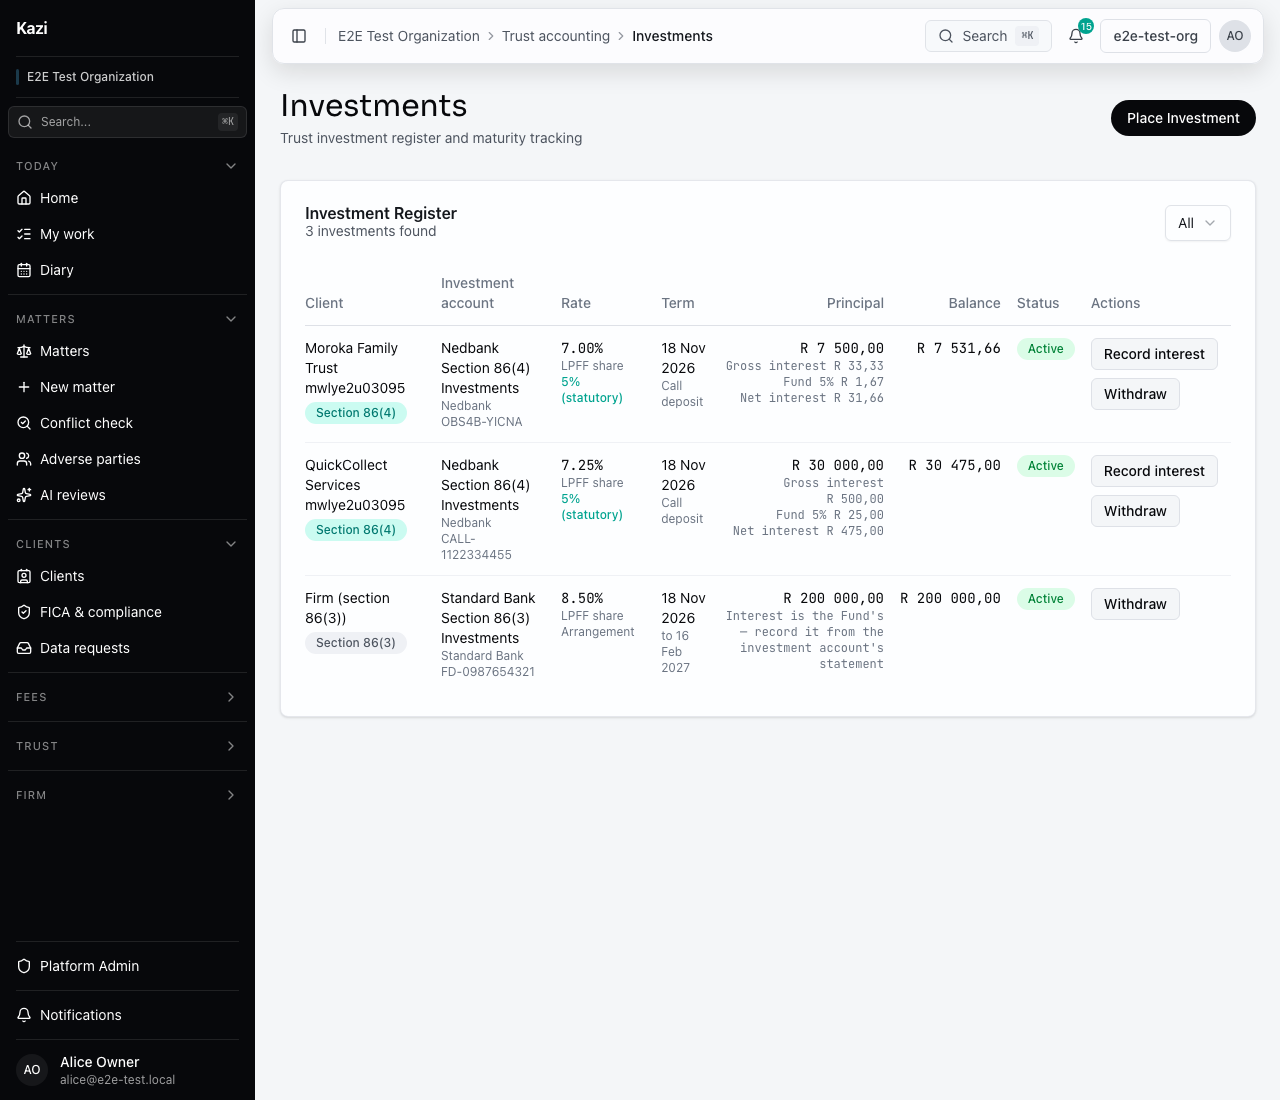 Kazi
E2E Test Organization
Search... ⌘K
TODAY
Home
My work
Diary
MATTERS
Matters
New matter
Conflict check
Adverse parties
AI reviews
CLIENTS
Clients
FICA & compliance
Data requests
FEES
TRUST
FIRM
Platform Admin
Notifications
AO
Alice Owner
alice@e2e-test.local
E2E Test Organization > Trust accounting > Investments
Search ⌘K
15
e2e-test-org
AO
Investments
Trust investment register and maturity tracking
Place Investment
Investment Register
3 investments found
All
Client
Investment
account
Rate
Term
Principal
Balance
Status
Actions
Moroka Family
Trust
mwlye2u03095
Section 86(4)
Nedbank
Section 86(4)
Investments
Nedbank
OBS4B-YICNA
7.00%
LPFF share
5%
(statutory)
18 Nov
2026
Call
deposit
R 7 500,00
Gross interest R 33,33
Fund 5% R 1,67
Net interest R 31,66
R 7 531,66
Active
Record interest
Withdraw
QuickCollect
Services
mwlye2u03095
Section 86(4)
Nedbank
Section 86(4)
Investments
Nedbank
CALL-
1122334455
7.25%
LPFF share
5%
(statutory)
18 Nov
2026
Call
deposit
R 30 000,00
Gross interest
R 500,00
Fund 5% R 25,00
Net interest R 475,00
R 30 475,00
Active
Record interest
Withdraw
Firm (section
86(3))
Section 86(3)
Standard Bank
Section 86(3)
Investments
Standard Bank
FD-0987654321
8.50%
LPFF share
Arrangement
18 Nov
2026
to 16
Feb
2027
R 200 000,00
Interest is the Fund's
— record it from the
investment account's
statement
R 200 000,00
Active
Withdraw